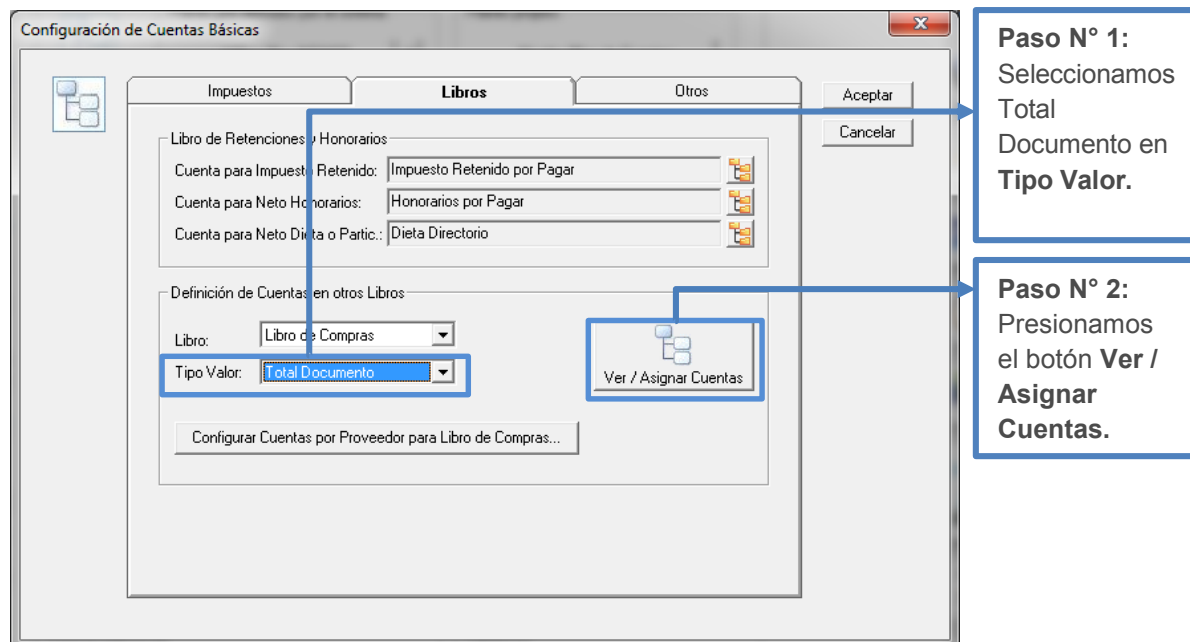 Configuración de Cuentas Básicas
Impuestos
Libros
Otros
Aceptar
Cancelar
Libro de Retenciones y Honorarios
Cuenta para Impuesto Retenido: Impuesto Retenido por Pagar
Cuenta para Neto Honorarios: Honorarios por Pagar
Cuenta para Neto Dieta o Partic.: Dieta Directorio
Definición de Cuentas en otros Libros
Libro: Libro de Compras
Tipo Valor: Total Documento
Ver / Asignar Cuentas
Configurar Cuentas por Proveedor para Libro de Compras...
Paso N° 1:
Seleccionamos
Total
Documento en
Tipo Valor.
Paso N° 2:
Presionamos
el botón Ver /
Asignar
Cuentas.